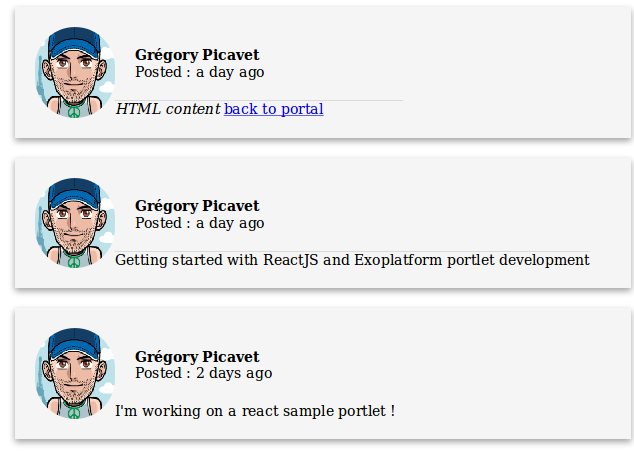 Grégory Picavet
Posted : a day ago
HTML content back to portal
Grégory Picavet
Posted : a day ago
Getting started with ReactJS and Exoplatform portlet development
Grégory Picavet
Posted : 2 days ago
I'm working on a react sample portlet !